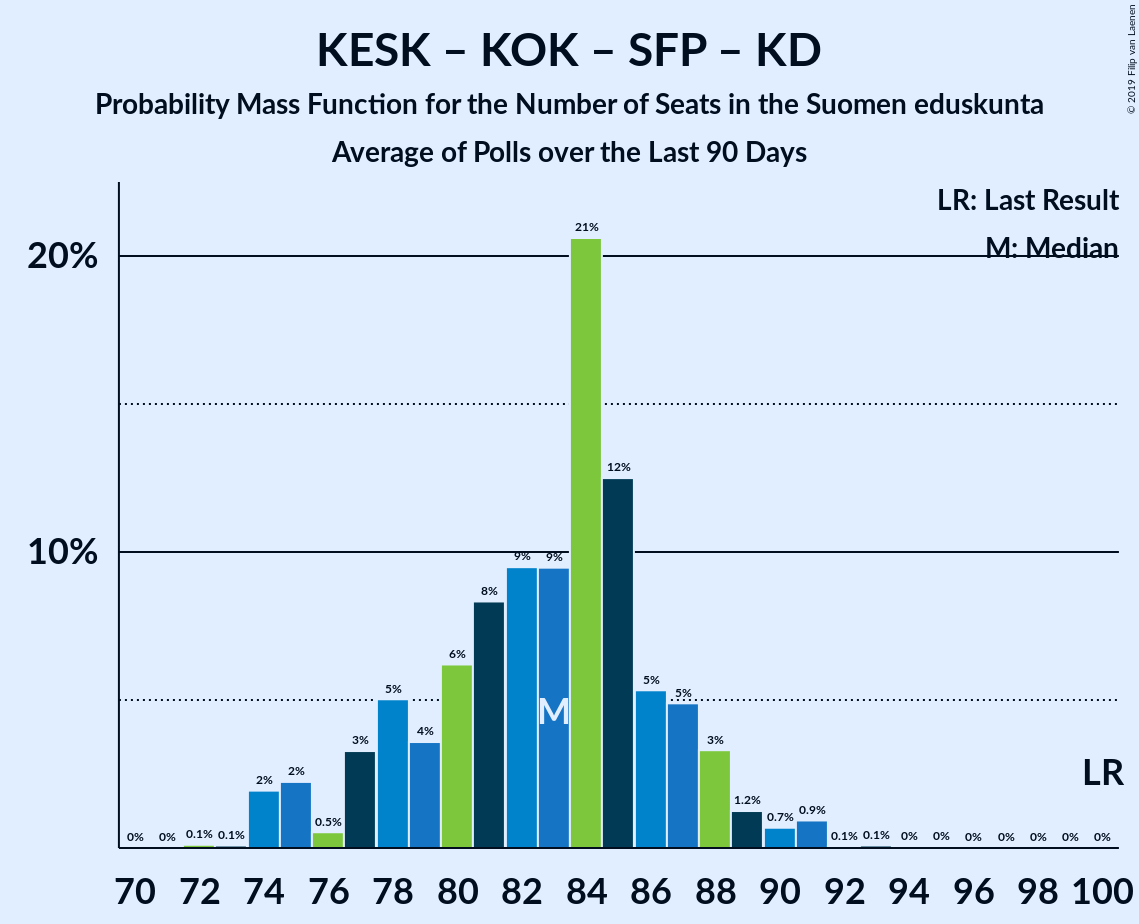 KESK – KOK – SFP – KD
Probability Mass Function for the Number of Seats in the Suomen eduskunta
Average of Polls over the Last 90 Days
© 2019 Filip van Laenen
LR: Last Result
M: Median
20%
10%
0% 0% 0.1% 0.1% 2% 2% 0.5% 3% 5% 4% 6% 8% 9% 9% 21% 12% 5% 5% 3% 1.2% 0.7% 0.9% 0.1% 0.1% 0% 0% 0% 0% 0% 0% 0%
M
LR
70 72 74 76 78 80 82 84 86 88 90 92 94 96 98 100